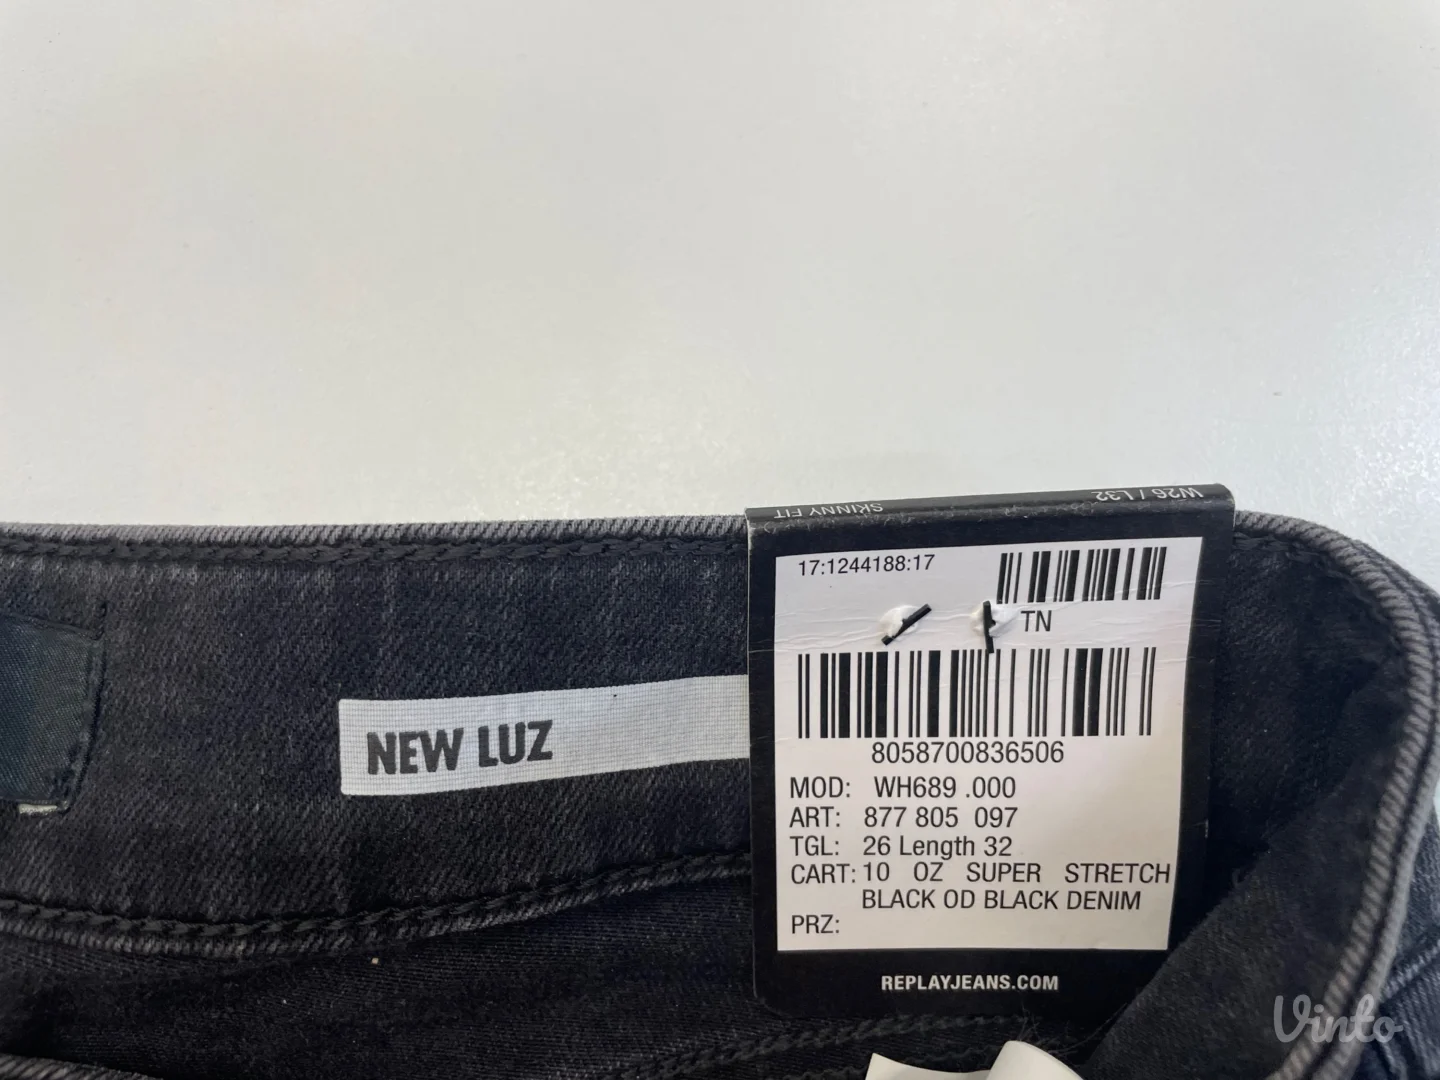 SKINNY FIT
W26 / L32
17:1244188:17
TN
8058700836506
MOD: WH689 .000
ART: 877 805 097
TGL: 26 Length 32
CART: 10 OZ SUPER STRETCH
BLACK OD BLACK DENIM
PRZ:
REPLAYJEANS.COM
NEW LUZ
Vinto